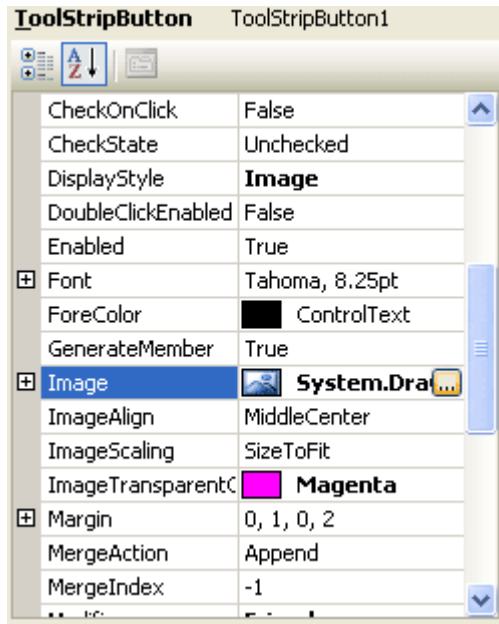 ToolStripButton ToolStripButton1
A Z
CheckOnClick False
CheckState Unchecked
DisplayStyle Image
DoubleClickEnabled False
Enabled True
Font Tahoma, 8.25pt
ForeColor ControlText
GenerateMember True
Image System.Dra ...
ImageAlign MiddleCenter
ImageScaling SizeToFit
ImageTransparentC Magenta
Margin 0, 1, 0, 2
MergeAction Append
MergeIndex -1